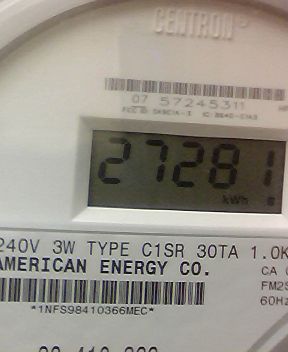 CENTRON
07 57245311
27281
kWh
240V 3W TYPE C1SR 30TA 1.0K
AMERICAN ENERGY CO.
CA
FM2S
60Hz
*1NFS98410366MEC*